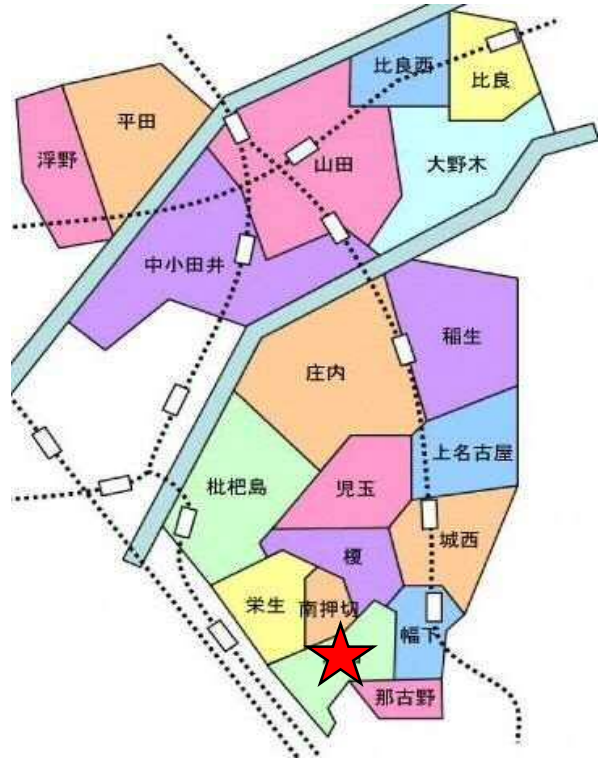 比良西
比良
平田
浮野
山田
大野木
中小田井
稲生
庄内
上名古屋
枇杷島
児玉
城西
榎
栄生
南押切
幅下
那古野